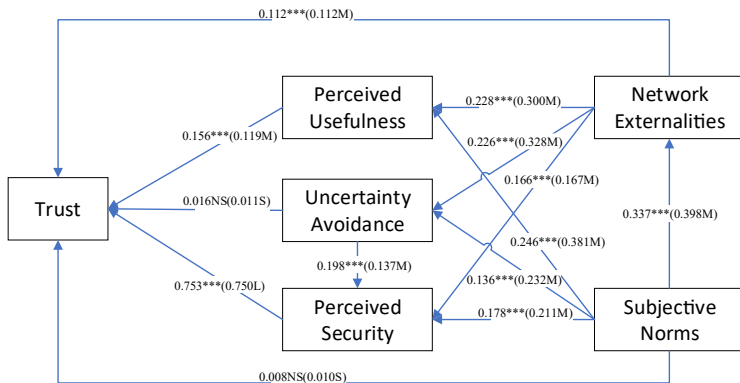 0.112***(0.112M)
Perceived
Usefulness
Network
Externalities
0.228***(0.300M)
0.156***(0.119M)
0.226***(0.328M)
0.166***(0.167M)
Trust
0.016NS(0.011S)
Uncertainty
Avoidance
0.337***(0.398M)
0.246***(0.381M)
0.198***(0.137M)
0.136***(0.232M)
0.753***(0.750L)
Perceived
Security
0.178***(0.211M)
Subjective
Norms
0.008NS(0.010S)